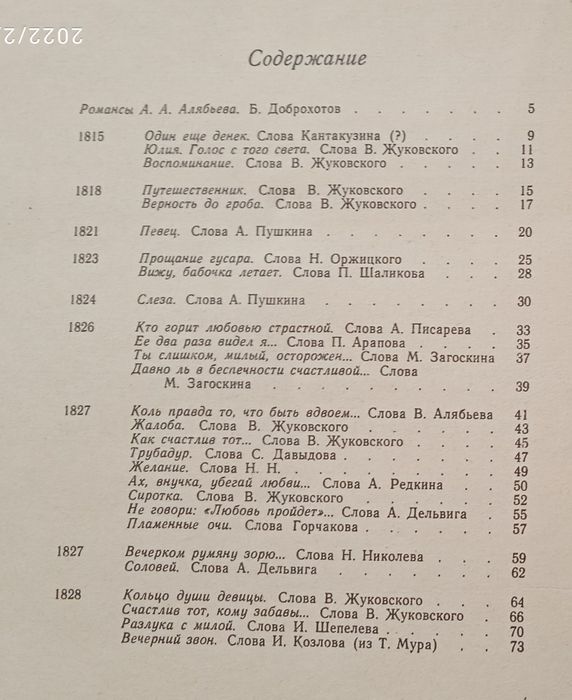 2022/2/2
Содержание
Романсы А. А. Алябьева. Б. Доброхотов . . . . . . . 5
1815 Один еще денек. Слова Кантакузина (?) . . . . 9
Юлия. Голос с того света. Слова В. Жуковского . . . 11
Воспоминание. Слова В. Жуковского . . . . . 13
1818 Путешественник. Слова В. Жуковского . . . . 15
Верность до гроба. Слова В. Жуковского . . . . 17
1821 Певец. Слова А. Пушкина . . . . . . . 20
1823 Прощание гусара. Слова Н. Оржицкого . . . . 25
Вижу, бабочка летает. Слова П. Шаликова . . . 28
1824 Слеза. Слова А. Пушкина . . . . . . . 30
1826 Кто горит любовью страстной. Слова А. Писарева . . 33
Ее два раза видел я... Слова П. Арапова . . . . 35
Ты слишком, милый, осторожен... Слова М. Загоскина 37
Давно ль в беспечности счастливой... Слова
М. Загоскина . . . . . . . . 39
1827 Коль правда то, что быть вдвоем... Слова В. Алябьева 41
Жалоба. Слова В. Жуковского . . . . . . 43
Как счастлив тот... Слова В. Жуковского . . . . 45
Трубадур. Слова С. Давыдова . . . . . . 47
Желание. Слова Н. Н. . . . . . . . 49
Ах, внучка, убегай любви... Слова А. Редкина . . 50
Сиротка. Слова В. Жуковского . . . . . 52
Не говори: «Любовь пройдет»... Слова А. Дельвига . 55
Пламенные очи. Слова Горчакова . . . . . 57
1827 Вечерком румяну зорю... Слова Н. Николева . . . 59
Соловей. Слова А. Дельвига . . . . . . 62
1828 Кольцо души девицы. Слова В. Жуковского . . . 64
Счастлив тот, кому забавы... Слова В. Жуковского . . 66
Разлука с милой. Слова И. Шепелева . . . . . 70
Вечерний звон. Слова И. Козлова (из Т. Мура) . . 73